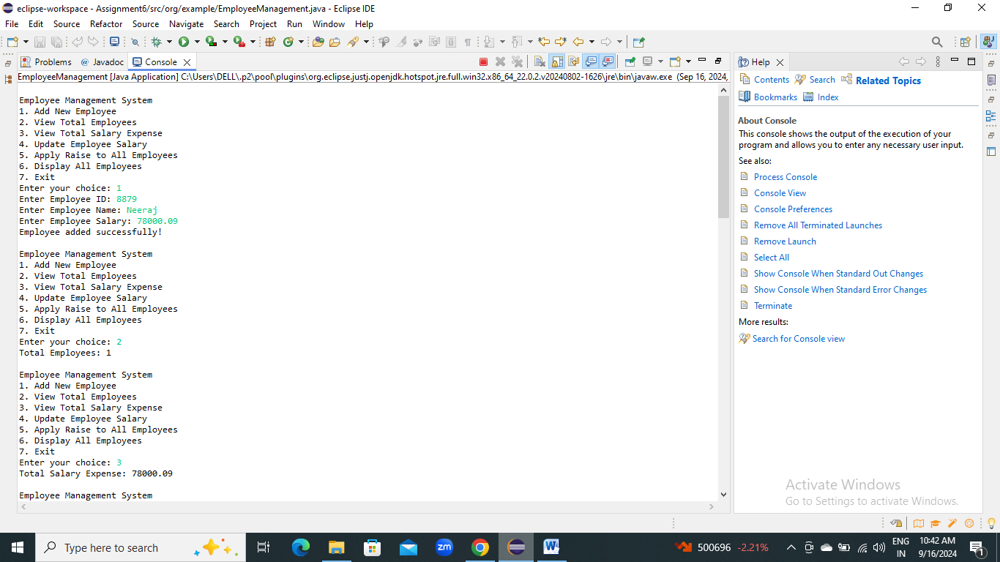 eclipse-workspace - Assignment6/src/org/example/EmployeeManagement.java - Eclipse IDE
File Edit Source Refactor Source Navigate Search Project Run Window Help
Problems @ Javadoc Console
EmployeeManagement [Java Application] C:\Users\DELL\.p2\pool\plugins\org.eclipse.justj.openjdk.hotspot.jre.full.win32.x86_64_22.0.2.v20240802-1626\jre\bin\javaw.exe (Sep 16, 2024,
Employee Management System
1. Add New Employee
2. View Total Employees
3. View Total Salary Expense
4. Update Employee Salary
5. Apply Raise to All Employees
6. Display All Employees
7. Exit
Enter your choice: 1
Enter Employee ID: 8879
Enter Employee Name: Neeraj
Enter Employee Salary: 78000.09
Employee added successfully!
Employee Management System
1. Add New Employee
2. View Total Employees
3. View Total Salary Expense
4. Update Employee Salary
5. Apply Raise to All Employees
6. Display All Employees
7. Exit
Enter your choice: 2
Total Employees: 1
Employee Management System
1. Add New Employee
2. View Total Employees
3. View Total Salary Expense
4. Update Employee Salary
5. Apply Raise to All Employees
6. Display All Employees
7. Exit
Enter your choice: 3
Total Salary Expense: 78000.09
Employee Management System
Help
Contents Search Related Topics
Bookmarks Index
About Console
This console shows the output of the execution of your
program and allows you to enter any necessary user input.
See also:
Process Console
Console View
Console Preferences
Remove All Terminated Launches
Remove Launch
Select All
Show Console When Standard Out Changes
Show Console When Standard Error Changes
Terminate
More results:
Search for Console view
Activate Windows
Go to Settings to activate Windows.
Type here to search
zm
W
500696 -2.21%
ENG
IN
10:42 AM
9/16/2024
1